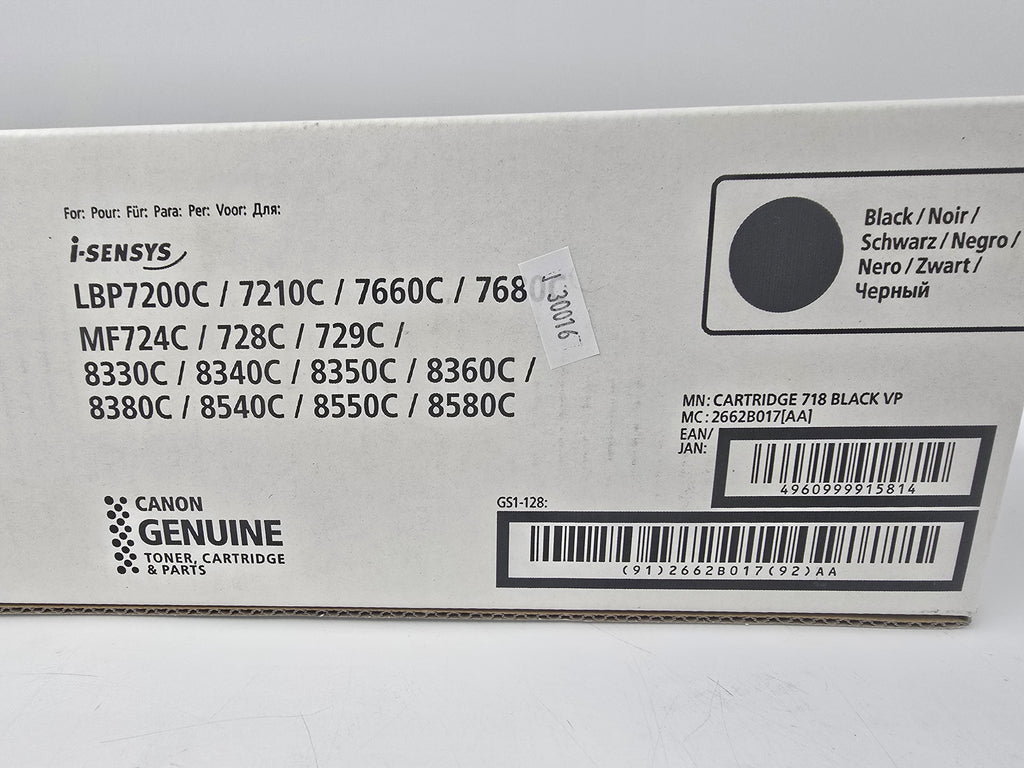 For: Pour: Für: Para: Per: Voor: Для:
i-SENSYS
LBP7200C / 7210C / 7660C / 7680C
MF724C / 728C / 729C /
8330C / 8340C / 8350C / 8360C /
8380C / 8540C / 8550C / 8580C
J30016
Black / Noir /
Schwarz / Negro /
Nero / Zwart /
Черный
MN: CARTRIDGE 718 BLACK VP
MC: 2662B017[AA]
EAN/
JAN:
4960999915814
GS1-128:
(91)2662B017(92)AA
CANON
GENUINE
TONER, CARTRIDGE
& PARTS